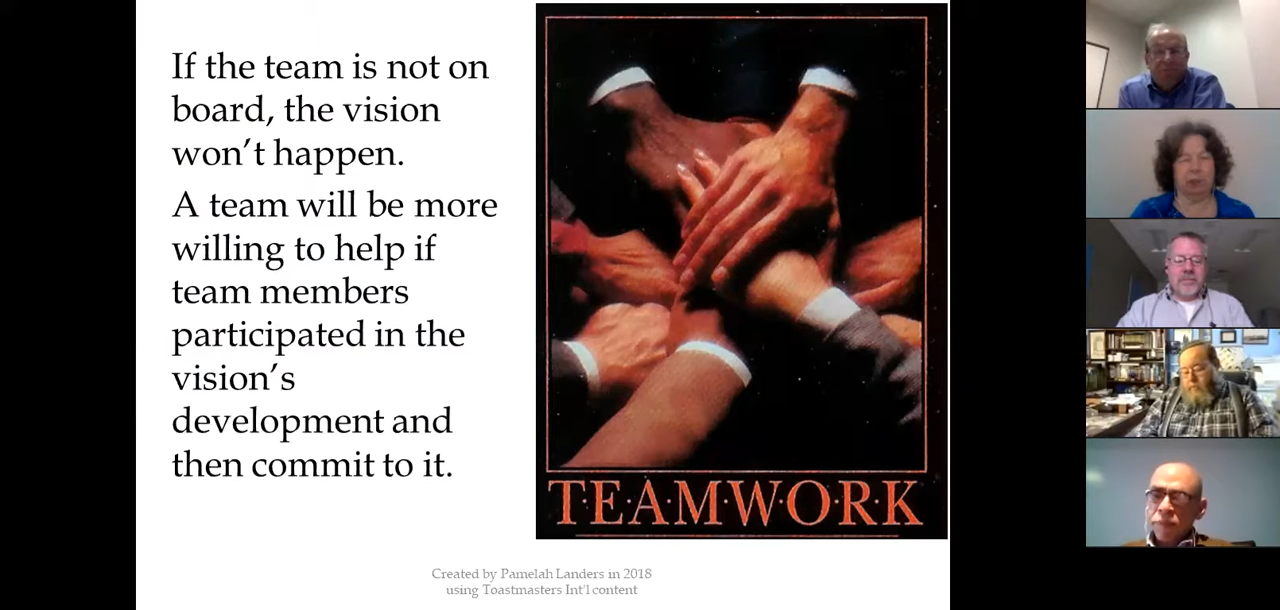 If the team is not on
board, the vision
won’t happen.
A team will be more
willing to help if
team members
participated in the
vision’s
development and
then commit to it.
T·E·A·M·W·O·R·K
Created by Pamelah Landers in 2018
using Toastmasters Int'l content